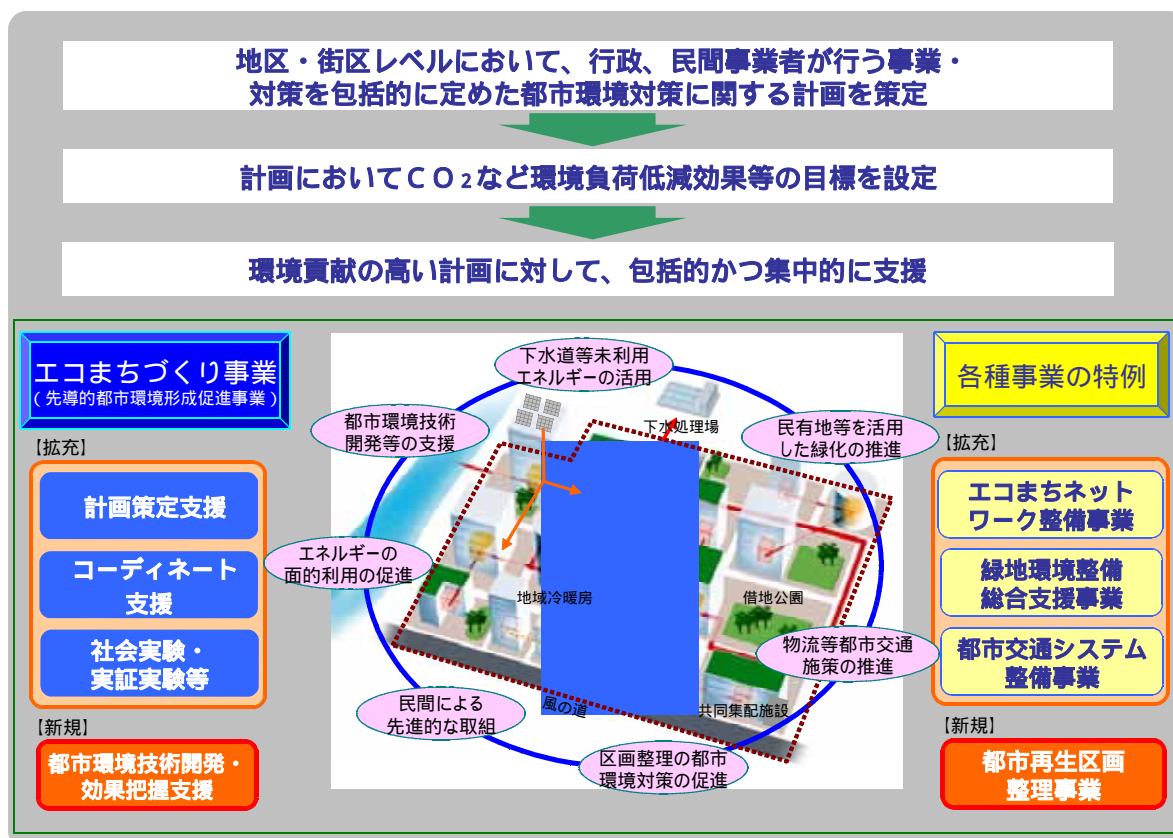 地区・街区レベルにおいて、行政、民間事業者が行う事業・
対策を包括的に定めた都市環境対策に関する計画を策定
計画においてＣＯ₂など環境負荷低減効果等の目標を設定
環境貢献の高い計画に対して、包括的かつ集中的に支援
エコまちづくり事業
（先導的都市環境形成促進事業）
【拡充】
計画策定支援
コーディネート
支援
社会実験・
実証実験等
【新規】
都市環境技術開発・
効果把握支援
下水道等未利用
エネルギーの活用
都市環境技術
開発等の支援
下水処理場
民有地等を活用
した緑化の推進
エネルギーの
面的利用の促進
地域冷暖房
借地公園
物流等都市交通
施策の推進
民間による
先進的な取組
風の道
共同集配施設
区画整理の都市
環境対策の促進
各種事業の特例
【拡充】
エコまちネット
ワーク整備事業
緑地環境整備
総合支援事業
都市交通システム
整備事業
【新規】
都市再生区画
整理事業